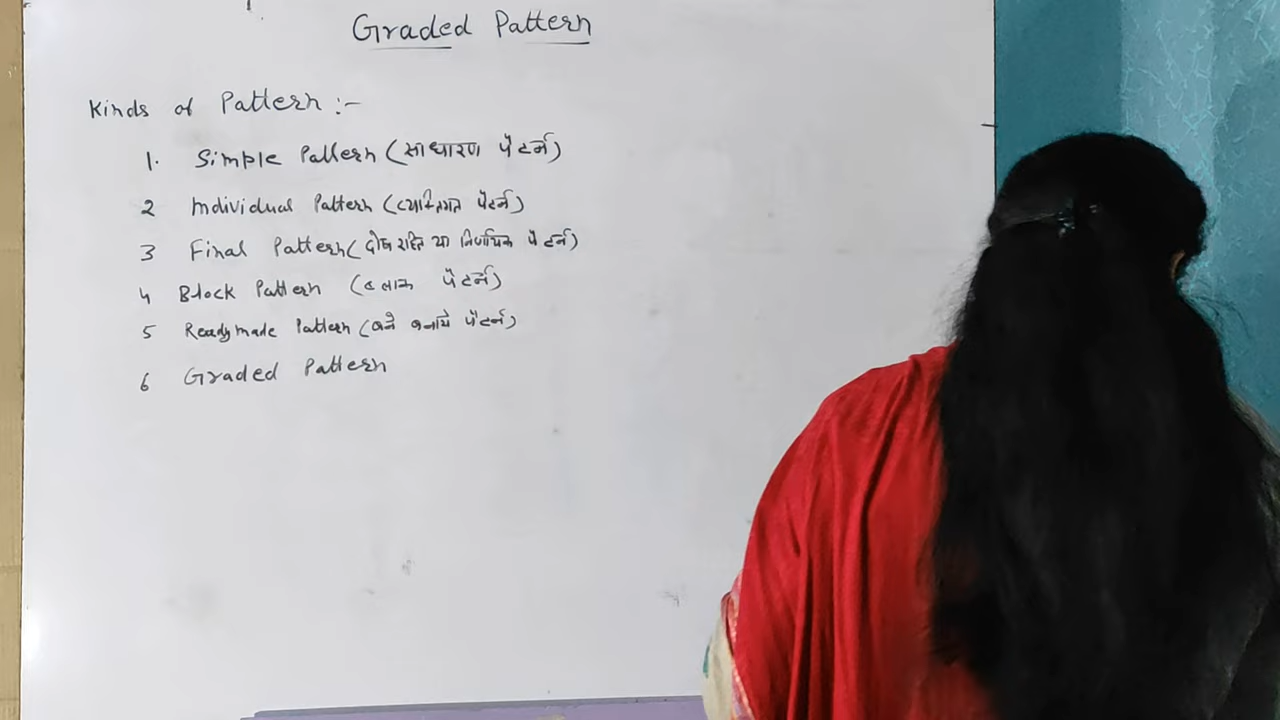 Graded Pattern
Kinds of Pattern :-
1. Simple Pattern (साधारण पैटर्न)
2 Individual Pattern (व्यक्तिगत पैटर्न)
3 Final Pattern (दोष रहित या निर्णायक पैटर्न)
4 Block Pattern (ब्लाक पैटर्न)
5 Readymade Pattern (बने बनाये पैटर्न)
6 Graded Pattern